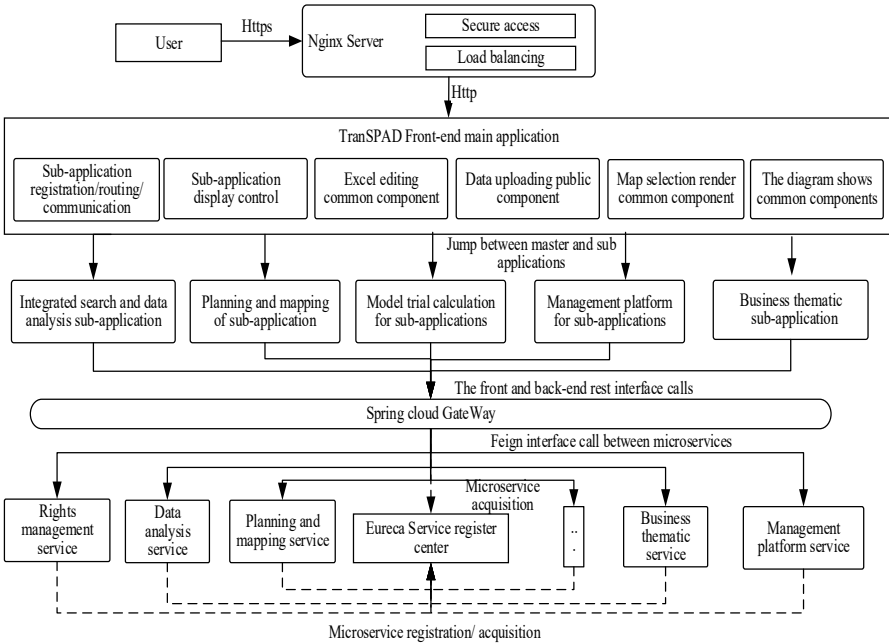 Https
User
Nginx Server
Secure access
Load balancing
Http
TranSPAD Front-end main application
Sub-application
registration/routing/
communication
Sub-application
display control
Excel editing
common component
Data uploading public
component
Map selection render
common component
The diagram shows
common components
Jump between master and sub
applications
Integrated search and data
analysis sub-application
Planning and mapping
of sub-application
Model trial calculation
for sub-applications
Management platform
for sub-applications
Business thematic
sub-application
The front and back-end rest interface calls
Spring cloud GateWay
Feign interface call between microservices
Microservice
acquisition
Rights
management
service
Data
analysis
service
Planning and
mapping service
Eureca Service register
center
..
.
Business
thematic
service
Management
platform service
Microservice registration/ acquisition